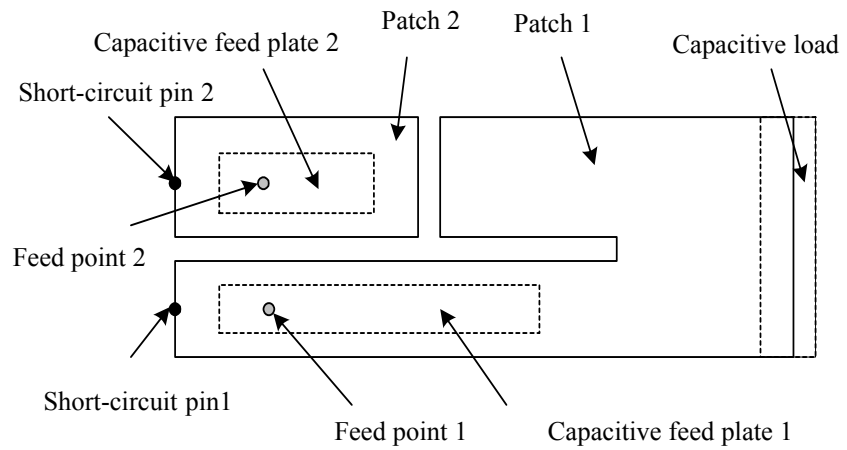 Patch 2
Patch 1
Capacitive feed plate 2
Capacitive load
Short-circuit pin 2
Feed point 2
Short-circuit pin1
Feed point 1
Capacitive feed plate 1